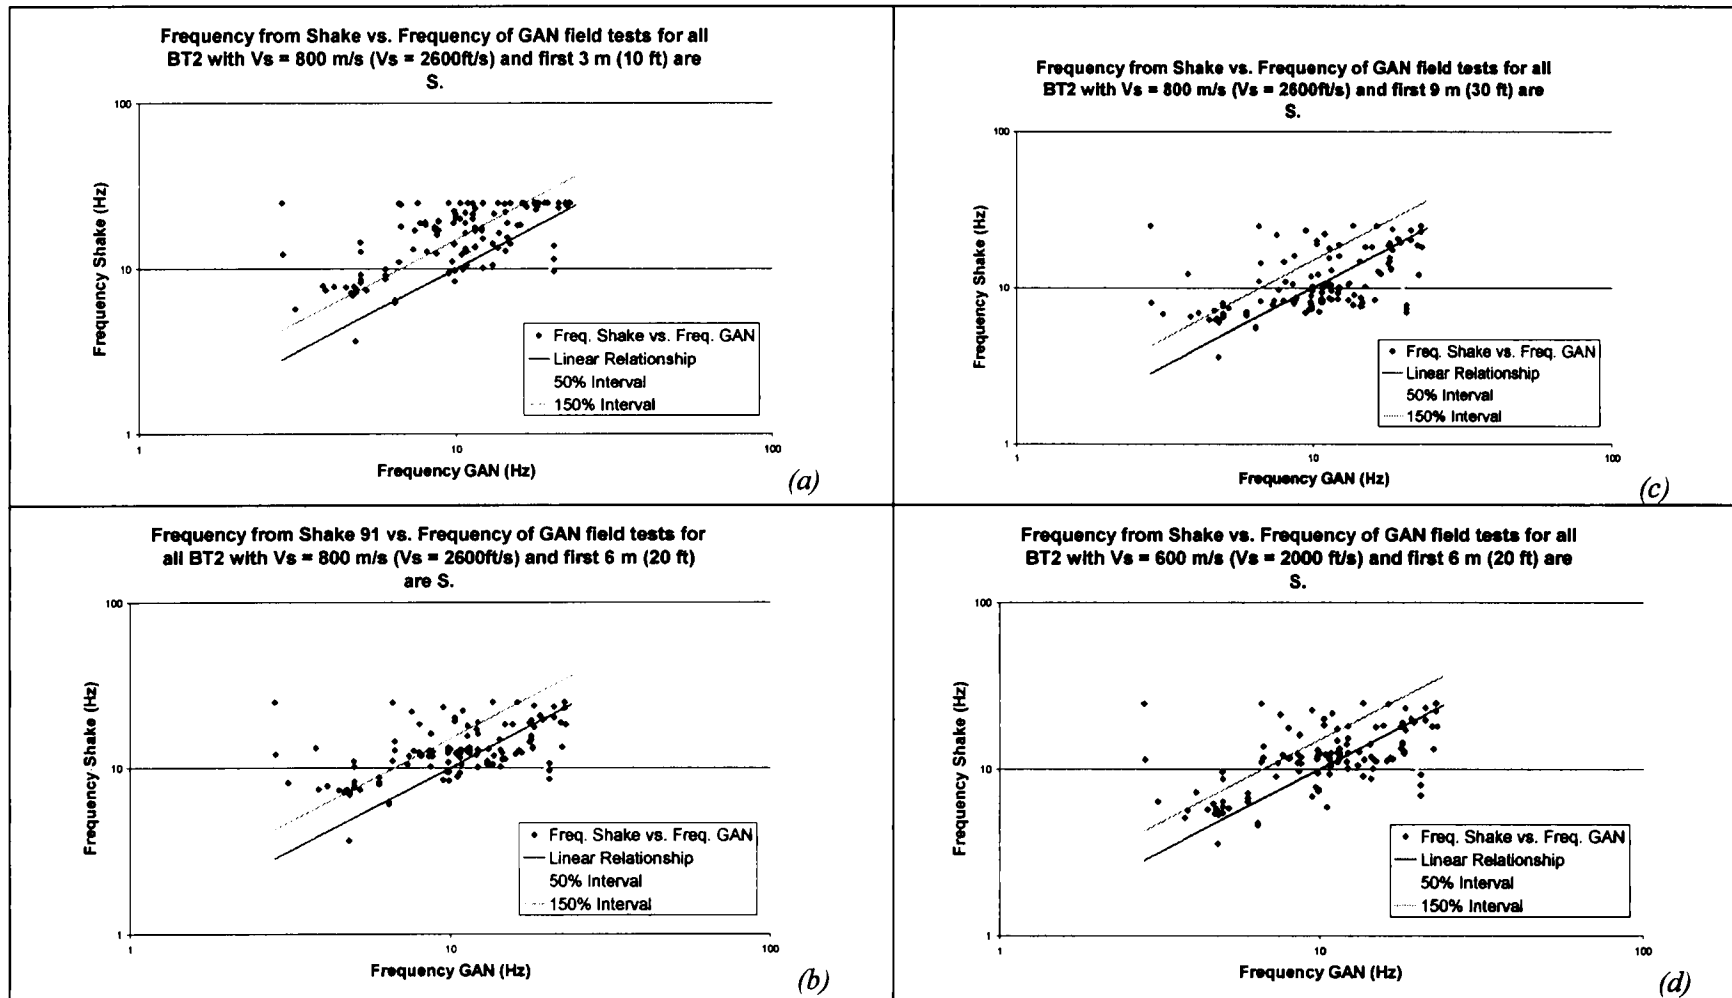 Frequency from Shake vs. Frequency of GAN field tests for all
BT2 with Vs = 800 m/s (Vs = 2600ft/s) and first 3 m (10 ft) are
S.
100
10
1
Frequency Shake (Hz)
Freq. Shake vs. Freq. GAN
Linear Relationship
50% Interval
150% Interval
1
10
100
Frequency GAN (Hz)
(a)
Frequency from Shake 91 vs. Frequency of GAN field tests for
all BT2 with Vs = 800 m/s (Vs = 2600ft/s) and first 6 m (20 ft)
are S.
100
10
1
Frequency Shake (Hz)
Freq. Shake vs. Freq. GAN
Linear Relationship
50% Interval
150% Interval
1
10
100
Frequency GAN (Hz)
(b)
Frequency from Shake vs. Frequency of GAN field tests for all
BT2 with Vs = 800 m/s (Vs = 2600ft/s) and first 9 m (30 ft) are
S.
100
10
1
Frequency Shake (Hz)
Freq. Shake vs. Freq. GAN
Linear Relationship
50% Interval
150% Interval
1
10
100
Frequency GAN (Hz)
(c)
Frequency from Shake vs. Frequency of GAN field tests for all
BT2 with Vs = 600 m/s (Vs = 2000 ft/s) and first 6 m (20 ft) are
S.
100
10
1
Frequency Shake (Hz)
Freq. Shake vs. Freq. GAN
Linear Relationship
50% Interval
150% Interval
1
10
100
Frequency GAN (Hz)
(d)